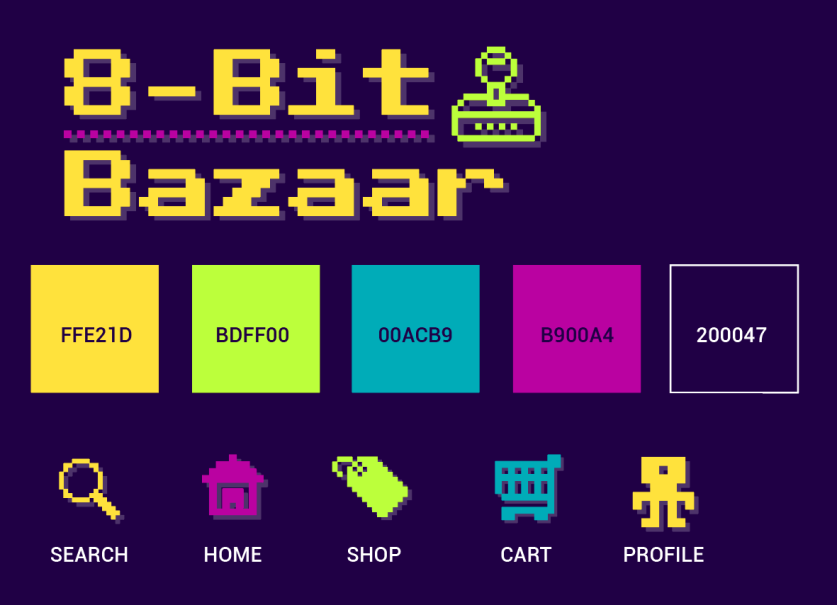 8-Bit
Bazaar
FFE21D BDFF00 00ACB9 B900A4 200047
SEARCH HOME SHOP CART PROFILE